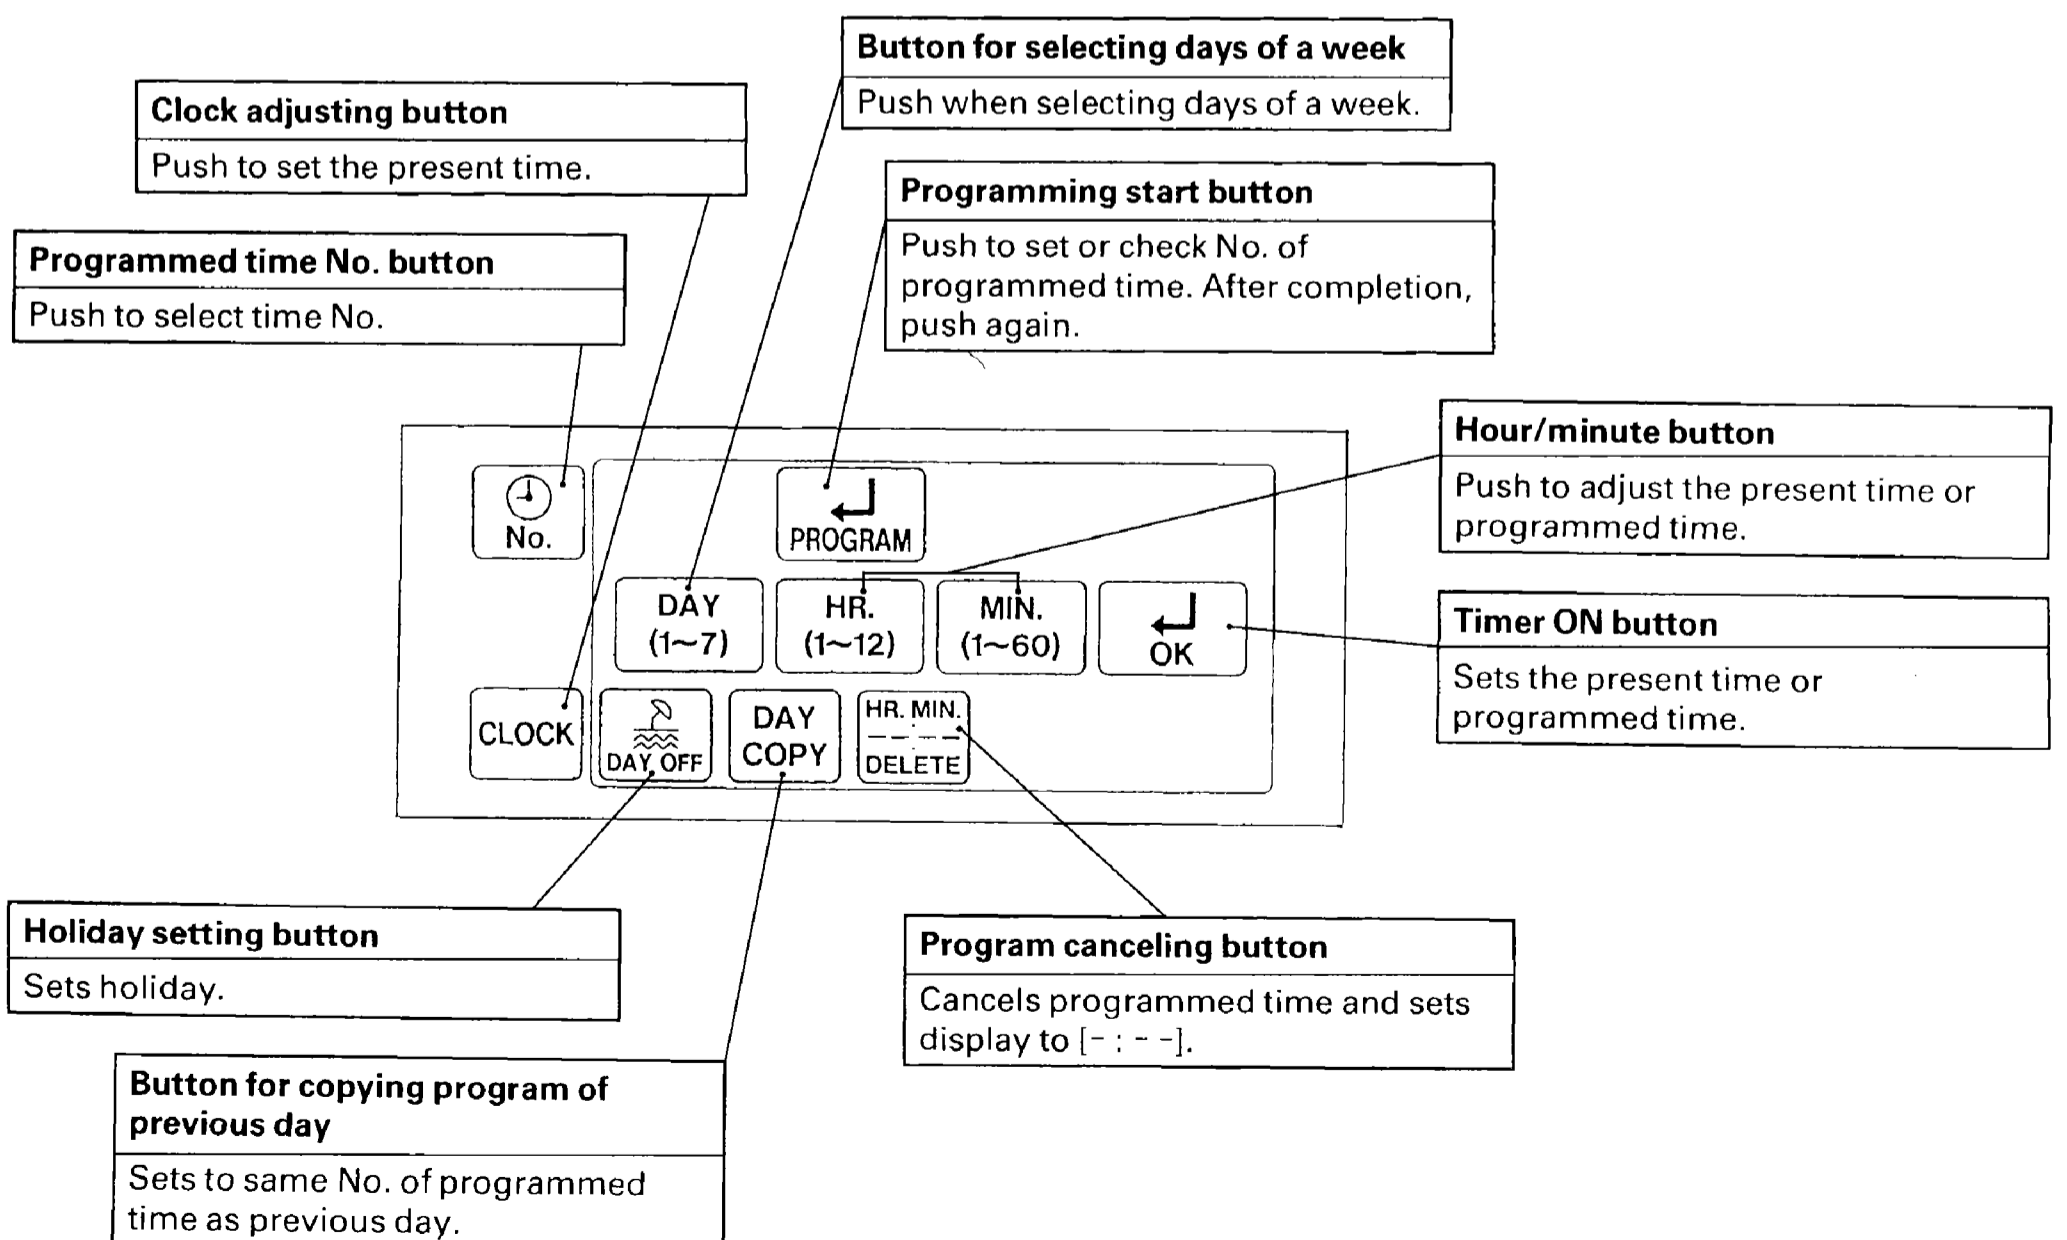 Button for selecting days of a week
Push when selecting days of a week.
Clock adjusting button
Push to set the present time.
Programming start button
Push to set or check No. of
programmed time. After completion,
push again.
Programmed time No. button
Push to select time No.
Hour/minute button
Push to adjust the present time or
programmed time.
No.
PROGRAM
DAY
(1~7)
HR.
(1~12)
MIN.
(1~60)
OK
Timer ON button
Sets the present time or
programmed time.
CLOCK
DAY OFF
DAY
COPY
HR. MIN.
-- : --
DELETE
Holiday setting button
Sets holiday.
Program canceling button
Cancels programmed time and sets
display to [- : - -].
Button for copying program of
previous day
Sets to same No. of programmed
time as previous day.